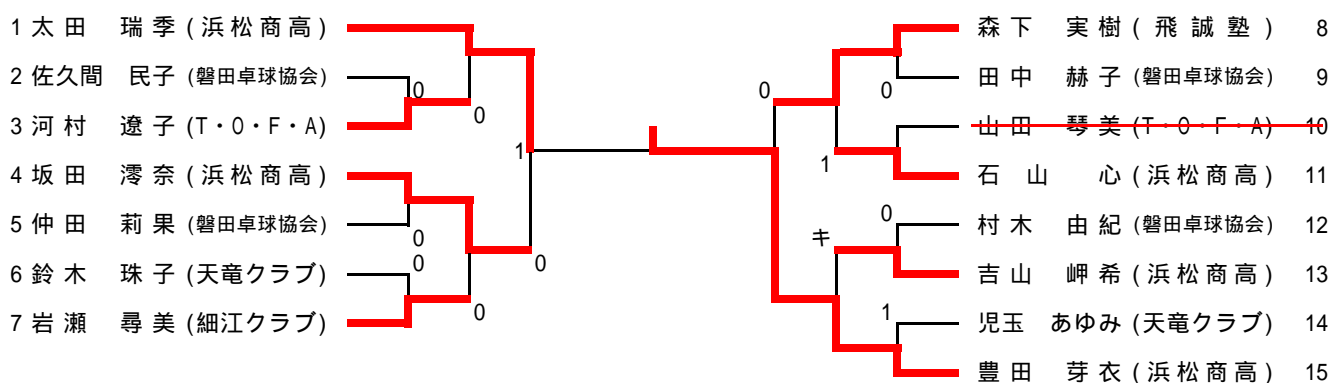 1 太田 瑞季 (浜松商高)
2 佐久間 民子 (磐田卓球協会)
0
3 河村 遼子 (T・O・F・A)
0
1
4 坂田 澪奈 (浜松商高)
5 仲田 莉果 (磐田卓球協会)
0
6 鈴木 珠子 (天竜クラブ)
0
0
7 岩瀬 尋美 (細江クラブ)
0
森下 実樹 (飛誠塾) 8
田中 赫子 (磐田卓球協会) 9
0
0
山田 琴美 (T・O・F・A) 10
石山 心 (浜松商高) 11
1
村木 由紀 (磐田卓球協会) 12
0
キ
吉山 岬希 (浜松商高) 13
児玉 あゆみ (天竜クラブ) 14
1
豊田 芽衣 (浜松商高) 15